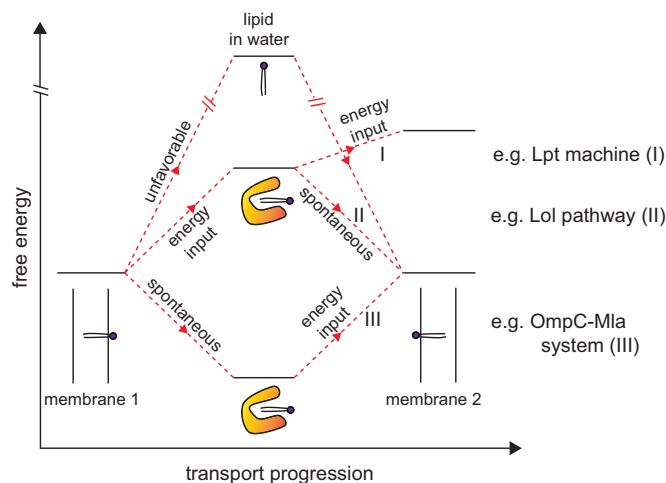 lipid
in water
free energy
unfavorable
energy
input
I
e.g. Lpt machine (I)
energy
input
spontaneous
II
e.g. Lol pathway (II)
spontaneous
energy
input
III
e.g. OmpC-Mla
system (III)
membrane 1
membrane 2
transport progression